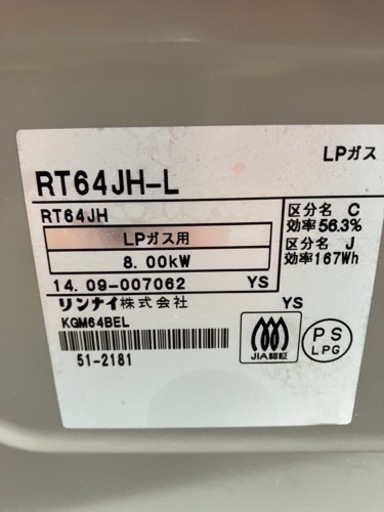 LPガス
RT64JH-L
RT64JH
LPガス用
8.00kW
区分名 C
効率56.3%
区分名 J
効率167Wh
14.09-007062 YS
リンナイ株式会社 YS
KGM64BEL
51-2181
JIA認証
PS
LPG